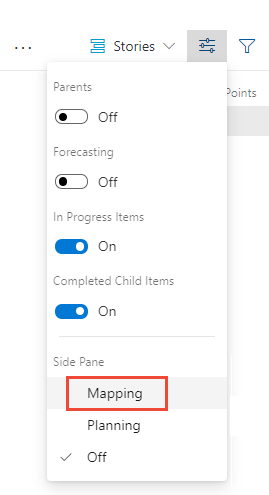 ... Stories
Points
Parents
Off
Forecasting
Off
In Progress Items
On
Completed Child Items
On
Side Pane
Mapping
Planning
Off